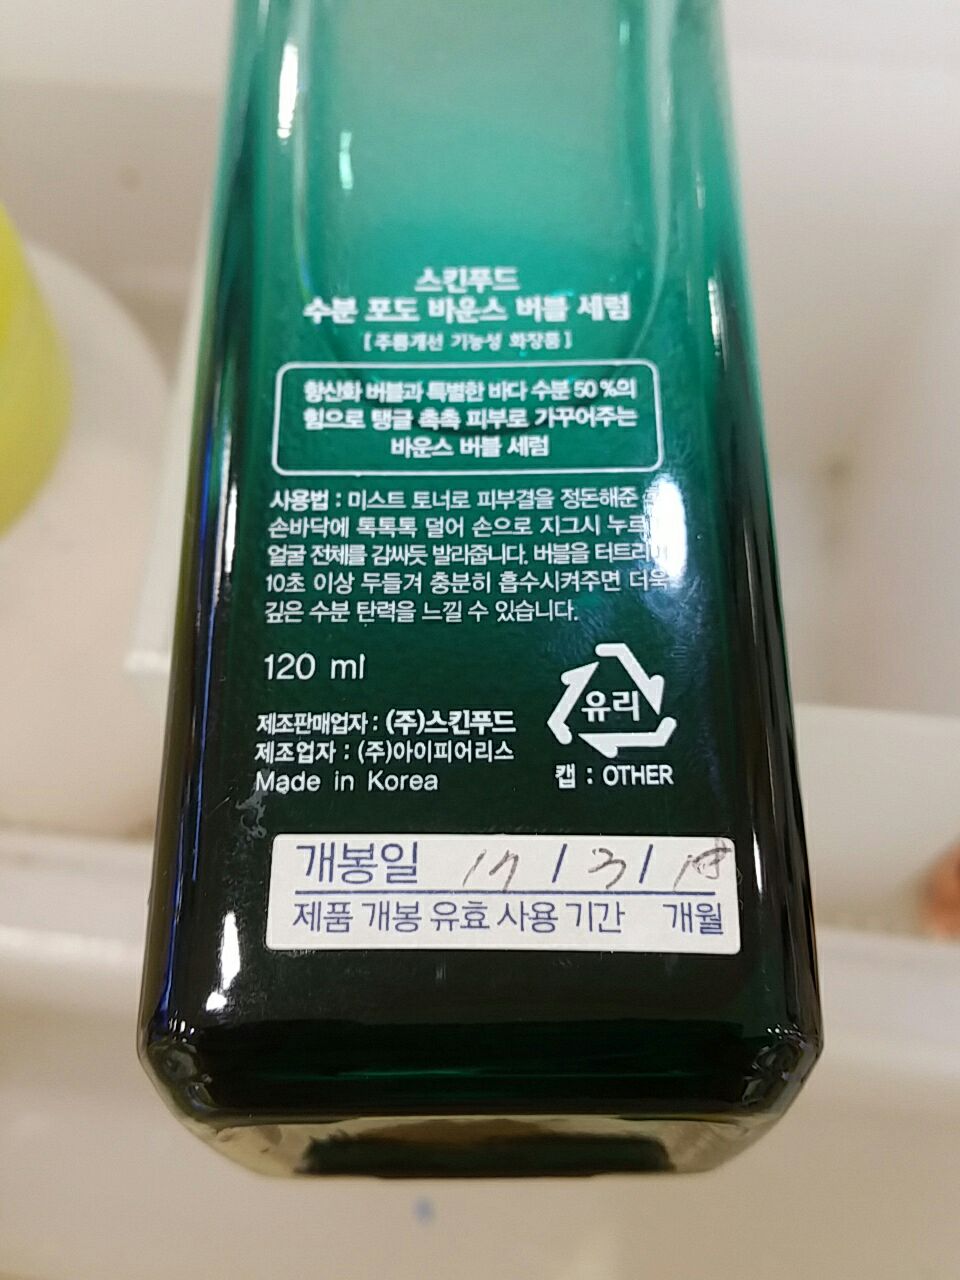 스킨푸드
수분 포도 바운스 버블 세럼
[ 주름개선 기능성 화장품 ]
항산화 버블과 특별한 바다 수분 50 %의
힘으로 탱글 촉촉 피부로 가꾸어주는
바운스 버블 세럼
사용법 : 미스트 토너로 피부결을 정돈해준
손바닥에 톡톡톡 덜어 손으로 지그시
얼굴 전체를 감싸듯 발라줍니다. 버블을
10초 이상 두들겨 충분히 흡수시켜주면 더욱
깊은 수분 탄력을 느낄 수 있습니다.
120 ml
유리
캡 : OTHER
제조판매업자 : (주)스킨푸드
제조업자 : (주)아이피어리스
Made in Korea
개봉일 17 / 3 / 18
제품 개봉 유효 사용 기간 개월